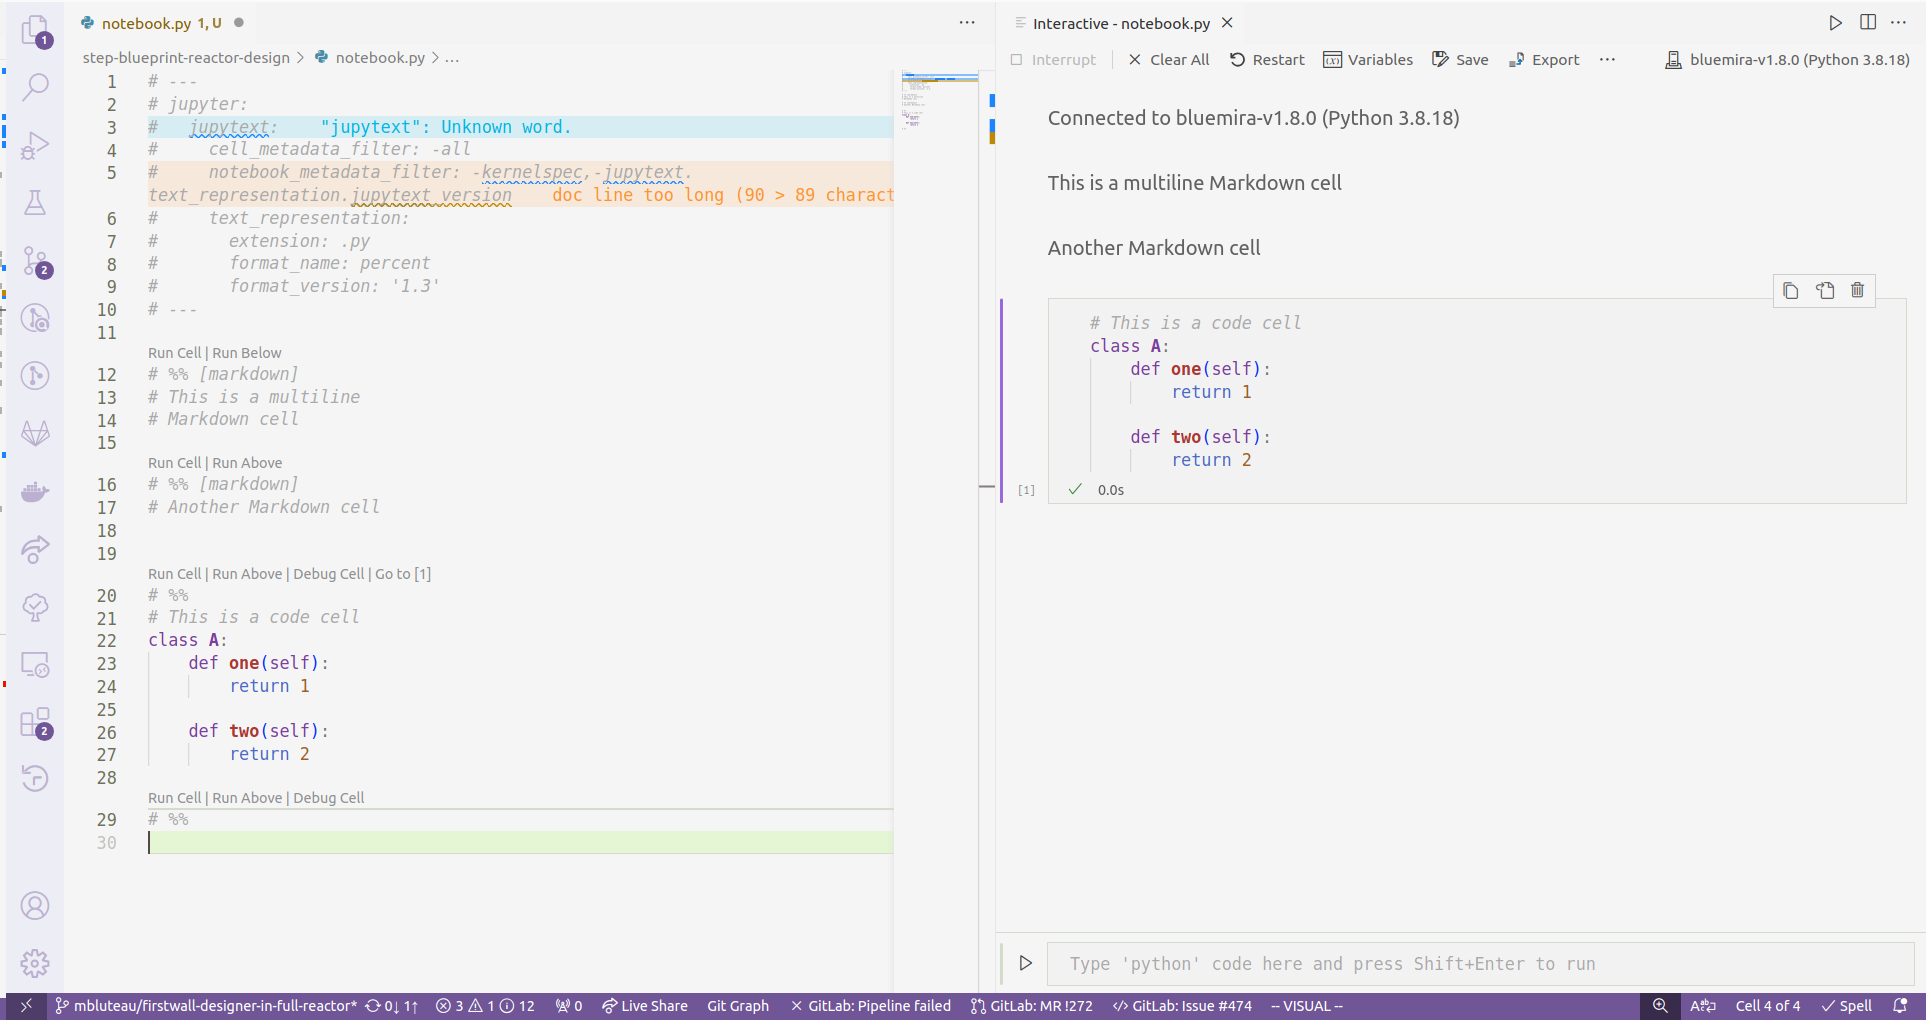 notebook.py 1, U
step-blueprint-reactor-design > notebook.py > ...
1 # ---
2 # jupyter:
3 #   jupytext:    "jupytext": Unknown word.
4 #     cell_metadata_filter: -all
5 #     notebook_metadata_filter: -kernelspec,-jupytext.
text_representation.jupytext_version    doc line too long (90 > 89 charact
6 #     text_representation:
7 #       extension: .py
8 #       format_name: percent
9 #       format_version: '1.3'
10 # ---
11
Run Cell | Run Below
12 # %% [markdown]
13 # This is a multiline
14 # Markdown cell
15
Run Cell | Run Above
16 # %% [markdown]
17 # Another Markdown cell
18
19
Run Cell | Run Above | Debug Cell | Go to [1]
20 # %%
21 # This is a code cell
22 class A:
23     def one(self):
24         return 1
25
26     def two(self):
27         return 2
28
Run Cell | Run Above | Debug Cell
29 # %%
30
1
2
2
Interactive - notebook.py
Interrupt | Clear All Restart Variables Save Export ··· bluemira-v1.8.0 (Python 3.8.18)
Connected to bluemira-v1.8.0 (Python 3.8.18)
This is a multiline Markdown cell
Another Markdown cell
# This is a code cell
class A:
    def one(self):
        return 1
    def two(self):
        return 2
[1] ✓ 0.0s
Type 'python' code here and press Shift+Enter to run
mbluteau/firstwall-designer-in-full-reactor* 0↓ 1↑ 3 1 12 0 Live Share Git Graph GitLab: Pipeline failed GitLab: MR !272 GitLab: Issue #474 -- VISUAL -- Cell 4 of 4 Spell